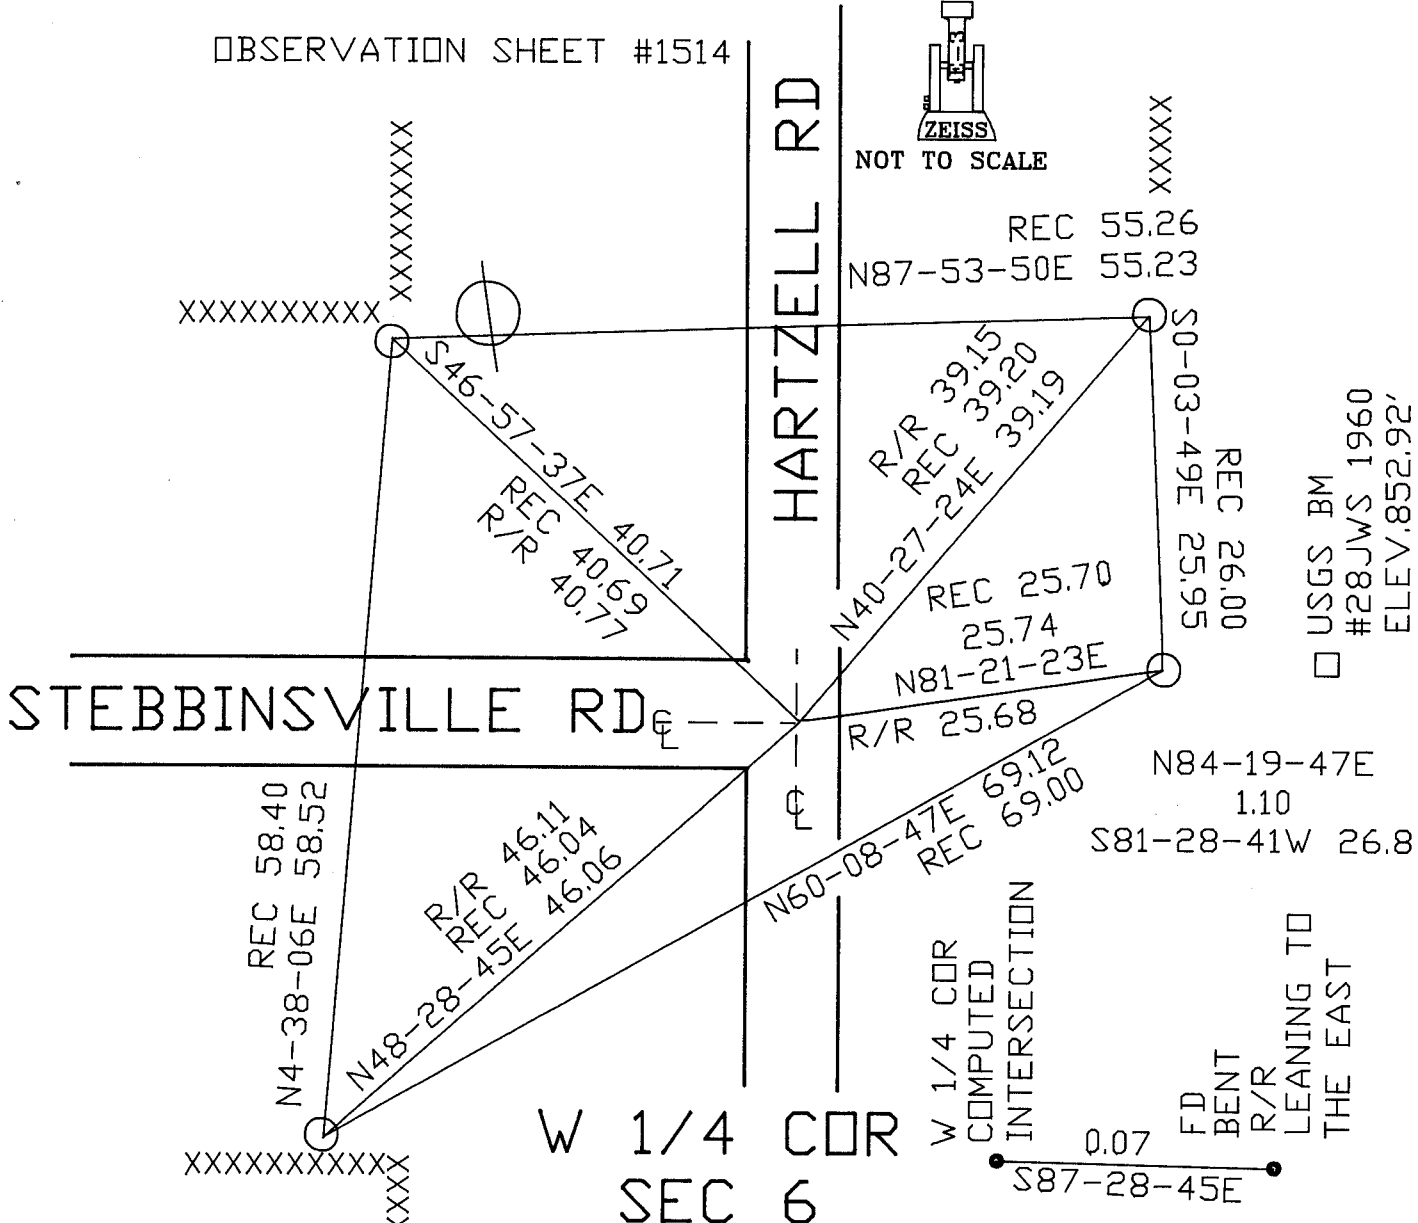 OBSERVATION SHEET #1514
HARTZELL RD
ZEISS
NOT TO SCALE
REC 55.26
N87-53-50E 55.23
S46-57-37E 40.71
REC 40.69
R/R 40.77
R/R 39.15
REC 39.20
N40-27-24E 39.19
S0-03-49E 25.95
REC 26.00
USGS BM
#28JWS 1960
ELEV.852.92'
REC 25.70
25.74
N81-21-23E
R/R 25.68
STEBBINSVILLE RD
℄
℄
N84-19-47E
1.10
S81-28-41W 26.8
N60-08-47E 69.12
REC 69.00
REC 58.40
N4-38-06E 58.52
R/R 46.11
REC 46.04
N48-28-45E 46.06
W 1/4 COR
SEC 6
W 1/4 COR
COMPUTED
INTERSECTION
0.07
S87-28-45E
FD
BENT
R/R
LEANING TO
THE EAST